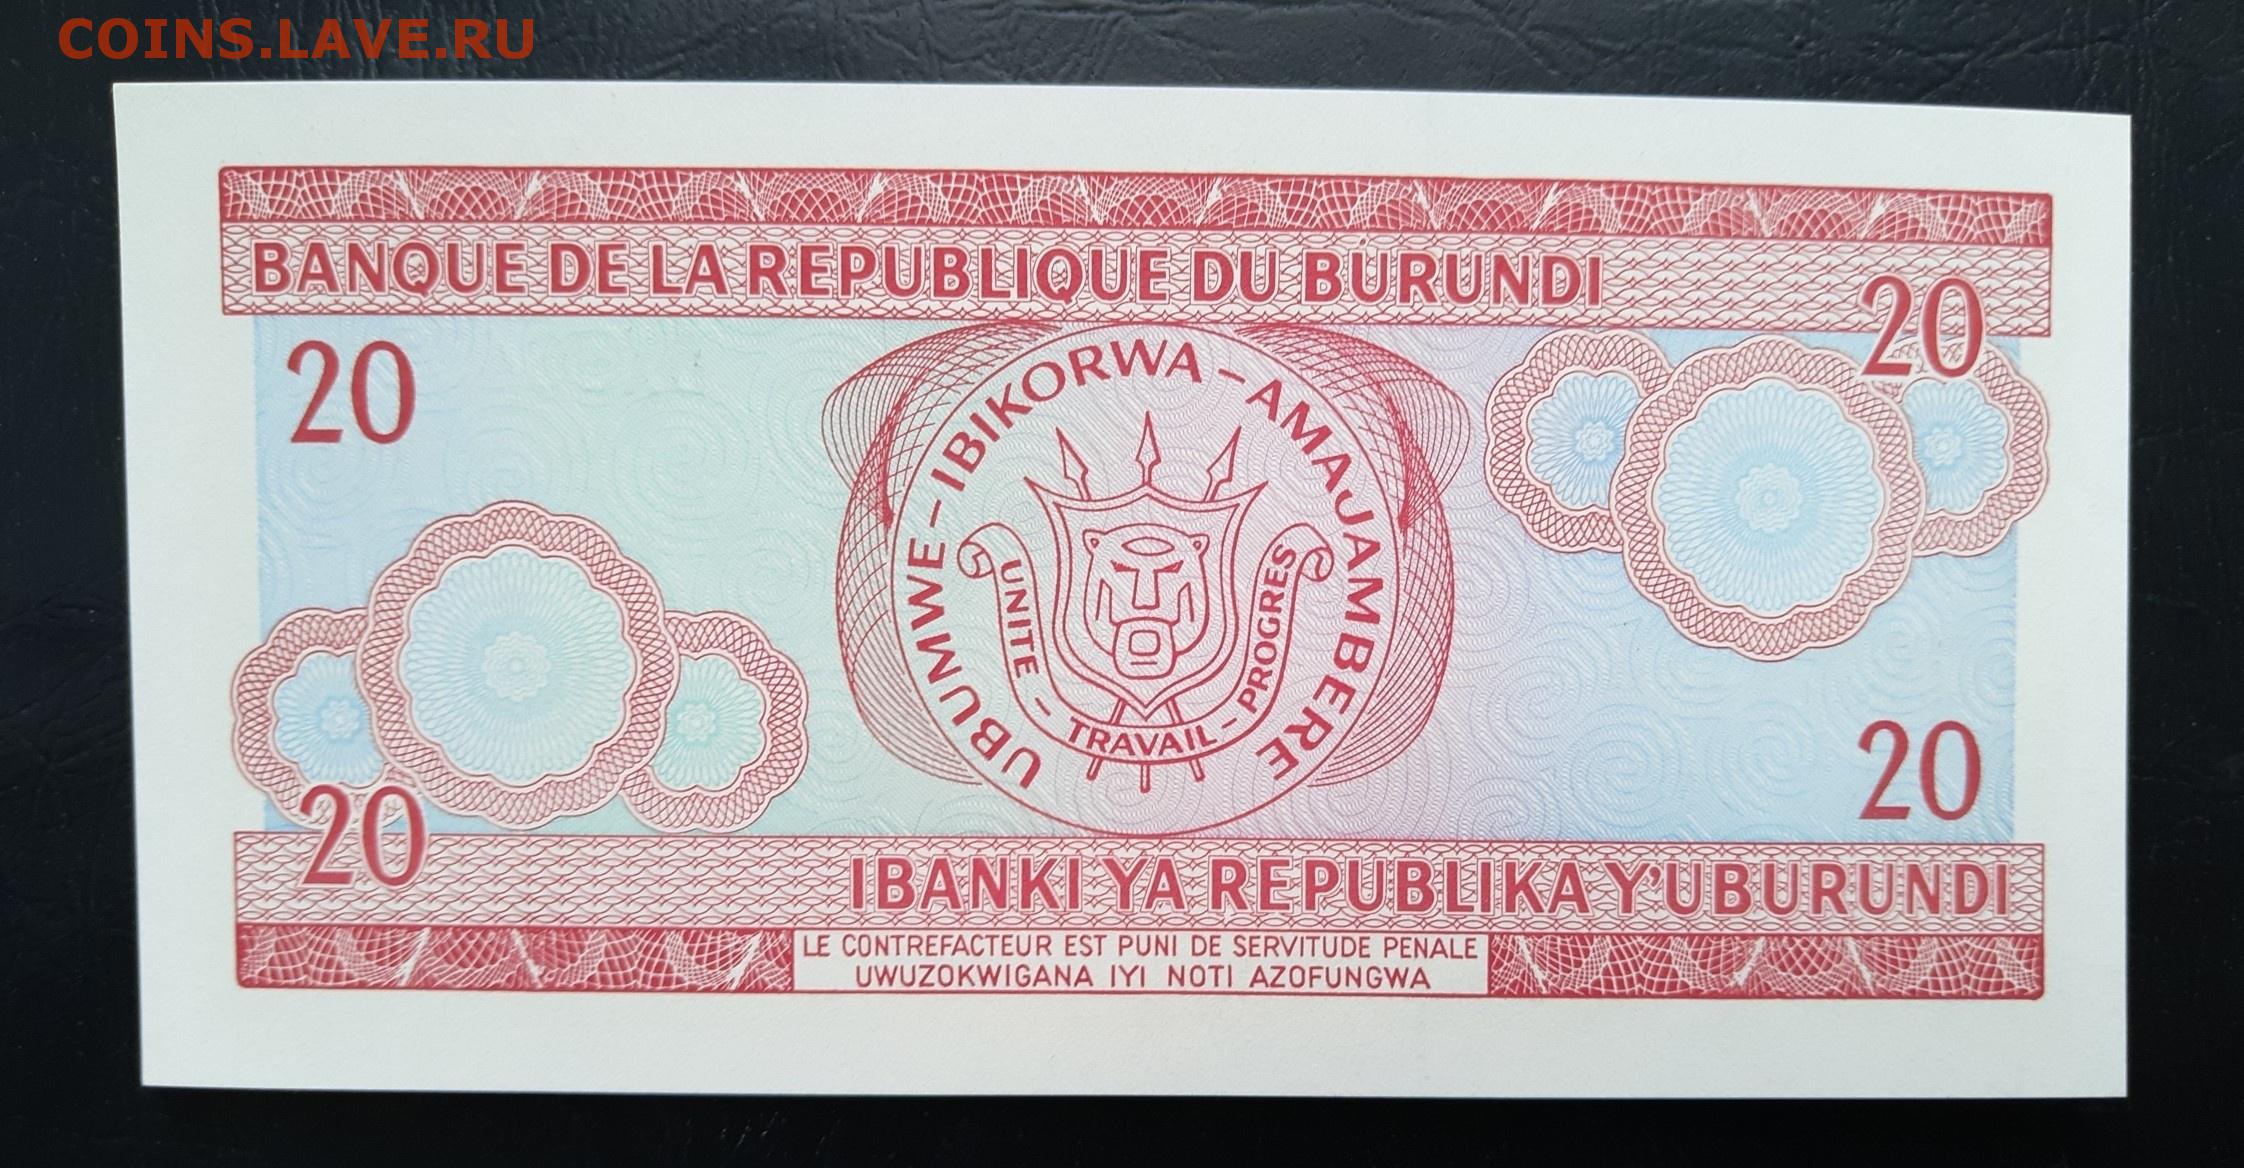 COINS.LAVE.RU
BANQUE DE LA REPUBLIQUE DU BURUNDI
20
20
UBUMWE - IBIKORWA - AMAJAMBERE
UNITE - TRAVAIL - PROGRES
20
20
IBANKI YA REPUBLIKA Y'UBURUNDI
LE CONTREFACTEUR EST PUNI DE SERVITUDE PENALE
UWUZOKWIGANA IYI NOTI AZOFUNGWA